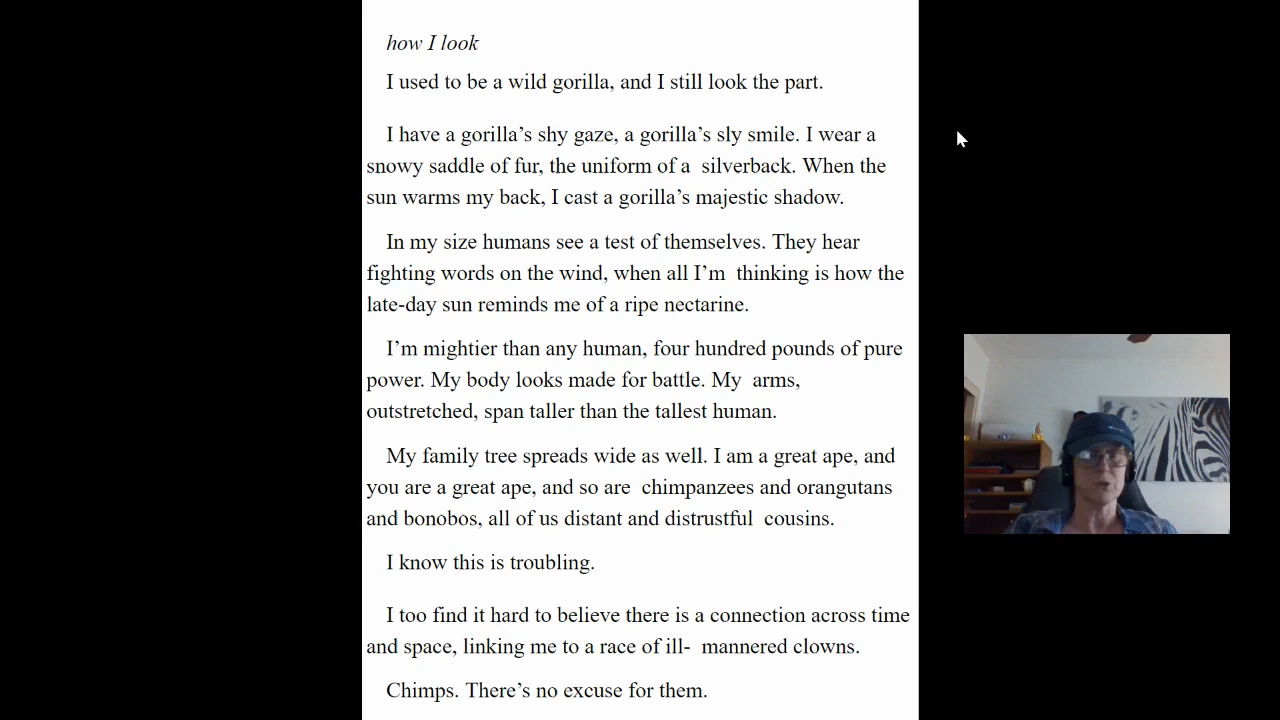 how I look
I used to be a wild gorilla, and I still look the part.
I have a gorilla’s shy gaze, a gorilla’s sly smile. I wear a
snowy saddle of fur, the uniform of a silverback. When the
sun warms my back, I cast a gorilla’s majestic shadow.
In my size humans see a test of themselves. They hear
fighting words on the wind, when all I’m thinking is how the
late-day sun reminds me of a ripe nectarine.
I’m mightier than any human, four hundred pounds of pure
power. My body looks made for battle. My arms,
outstretched, span taller than the tallest human.
My family tree spreads wide as well. I am a great ape, and
you are a great ape, and so are chimpanzees and orangutans
and bonobos, all of us distant and distrustful cousins.
I know this is troubling.
I too find it hard to believe there is a connection across time
and space, linking me to a race of ill- mannered clowns.
Chimps. There’s no excuse for them.